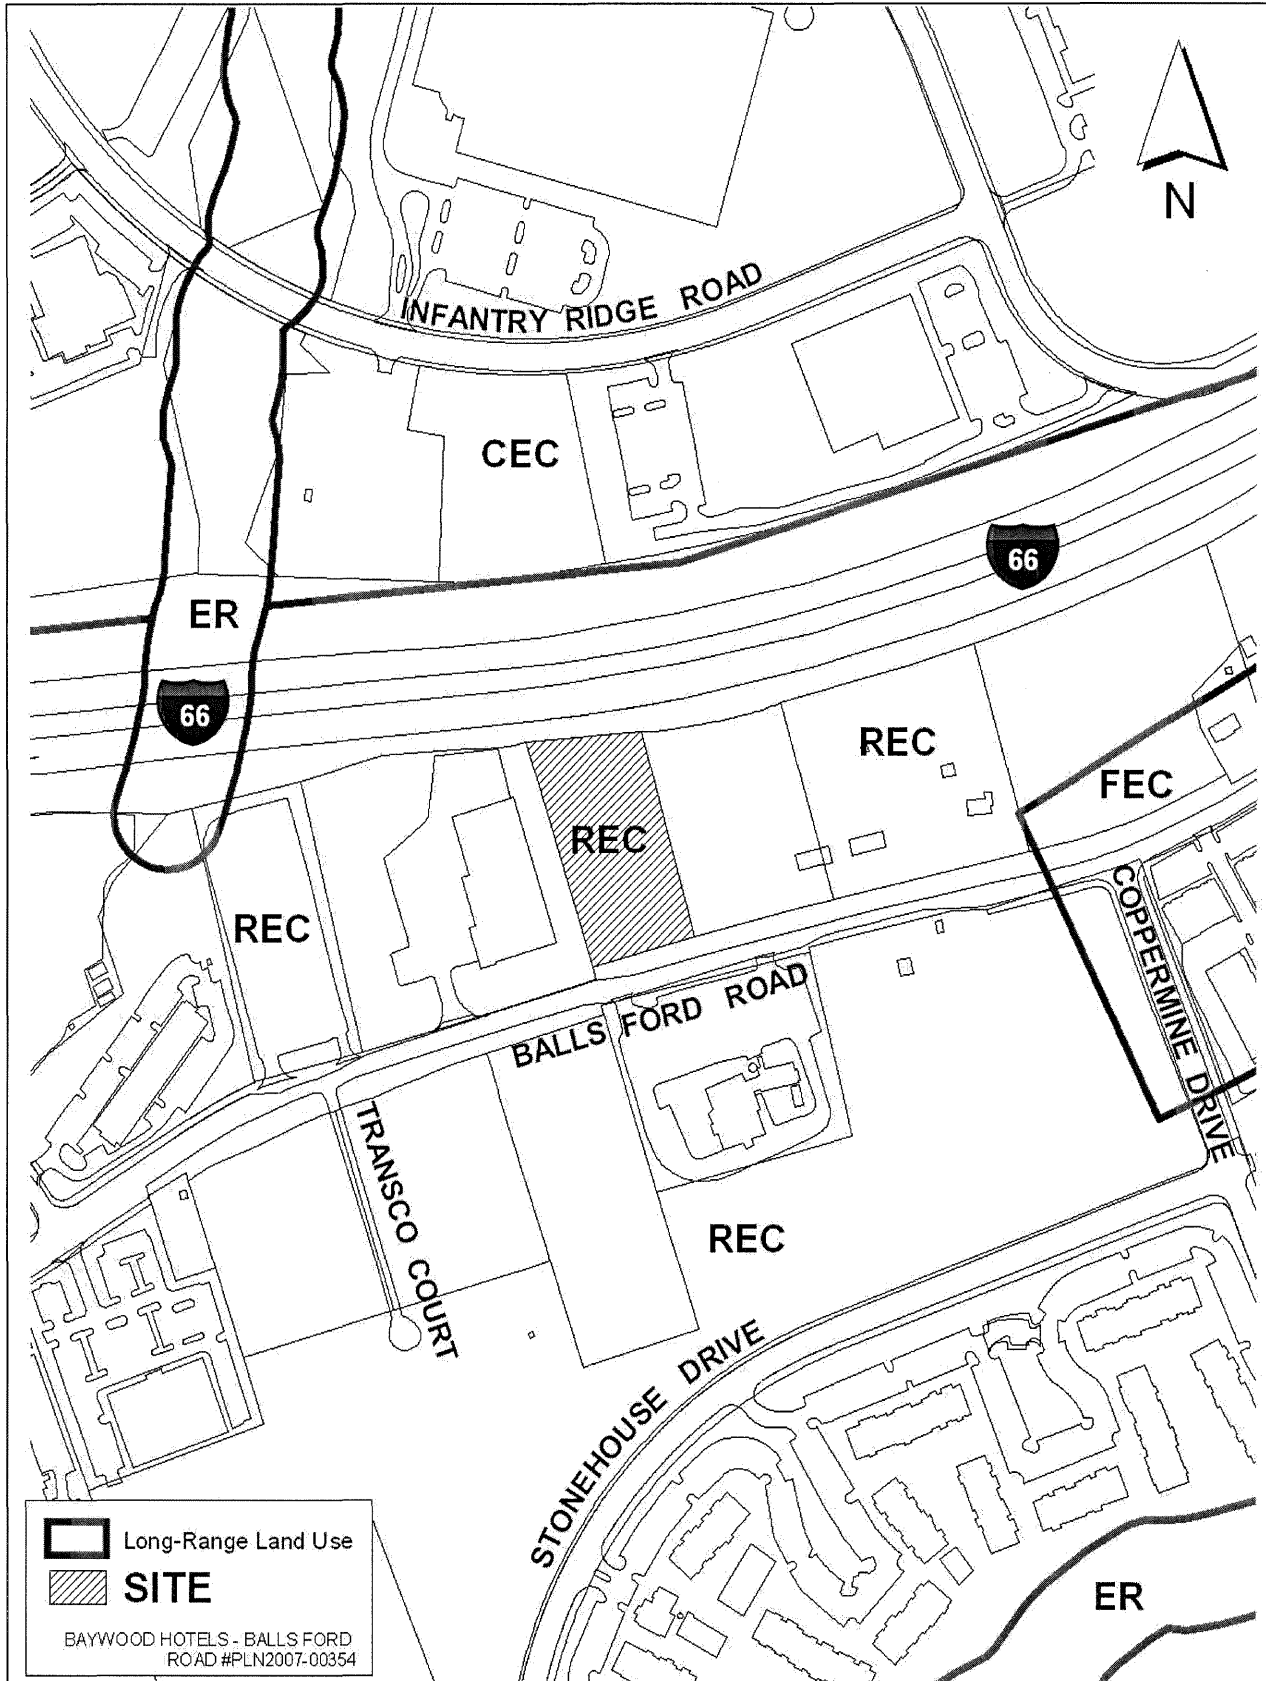 N
INFANTRY RIDGE ROAD
CEC
66
ER
66
REC
FEC
REC
REC
COPPERMINE DRIVE
BALLS FORD ROAD
TRANSCO COURT
REC
STONEHOUSE DRIVE
Long-Range Land Use
SITE
BAYWOOD HOTELS - BALLS FORD
ROAD #PLN2007-00354
ER